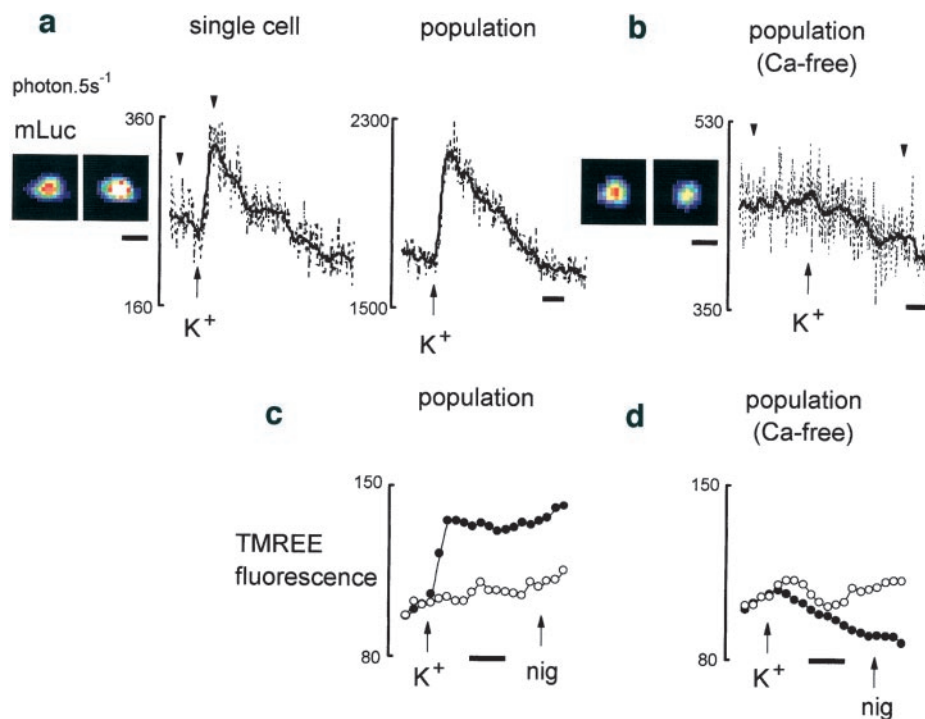 a
single cell
population
b
population
(Ca-free)
photon.5s⁻¹
mLuc
360
160
K⁺
2300
1500
K⁺
530
350
K⁺
c
population
d
population
(Ca-free)
TMREE
fluorescence
150
80
K⁺
nig
150
80
K⁺
nig